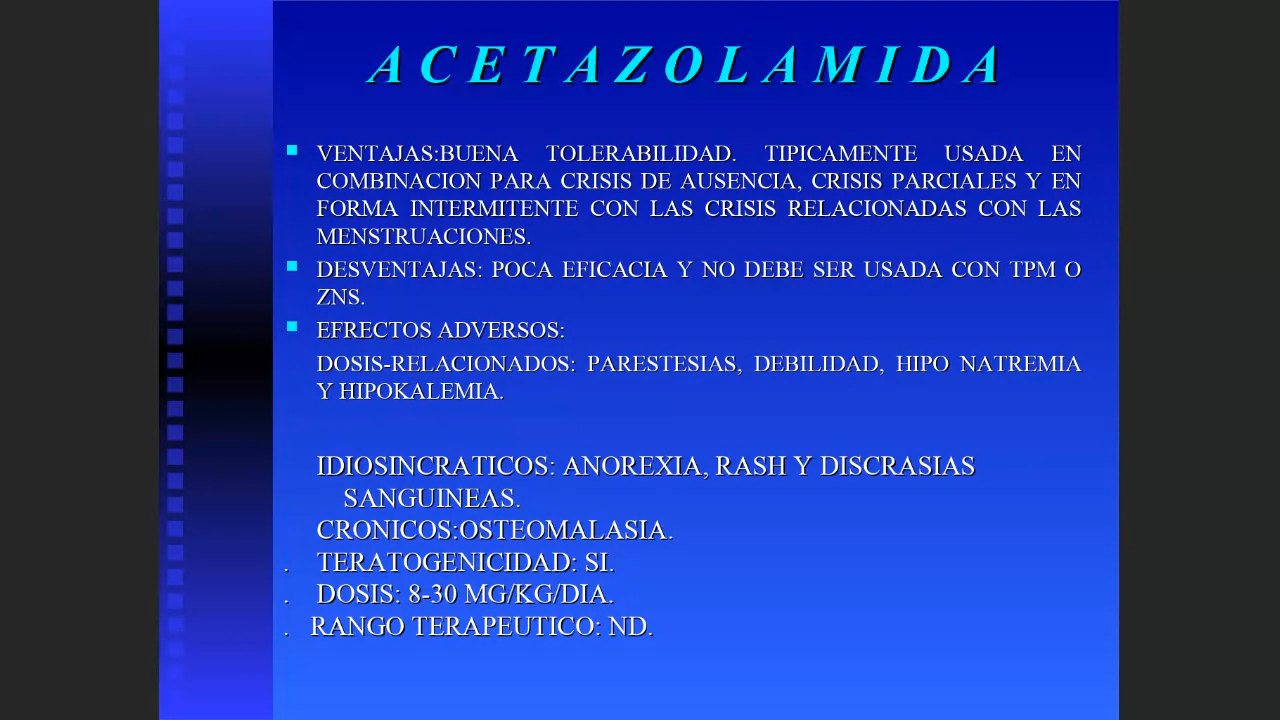 ACETAZOLAMIDA
VENTAJAS:BUENA TOLERABILIDAD. TIPICAMENTE USADA EN
COMBINACION PARA CRISIS DE AUSENCIA, CRISIS PARCIALES Y EN
FORMA INTERMITENTE CON LAS CRISIS RELACIONADAS CON LAS
MENSTRUACIONES.
DESVENTAJAS: POCA EFICACIA Y NO DEBE SER USADA CON TPM O
ZNS.
EFRECTOS ADVERSOS:
DOSIS-RELACIONADOS: PARESTESIAS, DEBILIDAD, HIPO NATREMIA
Y HIPOKALEMIA.
IDIOSINCRATICOS: ANOREXIA, RASH Y DISCRASIAS
SANGUINEAS.
CRONICOS:OSTEOMALASIA.
. TERATOGENICIDAD: SI.
. DOSIS: 8-30 MG/KG/DIA.
. RANGO TERAPEUTICO: ND.